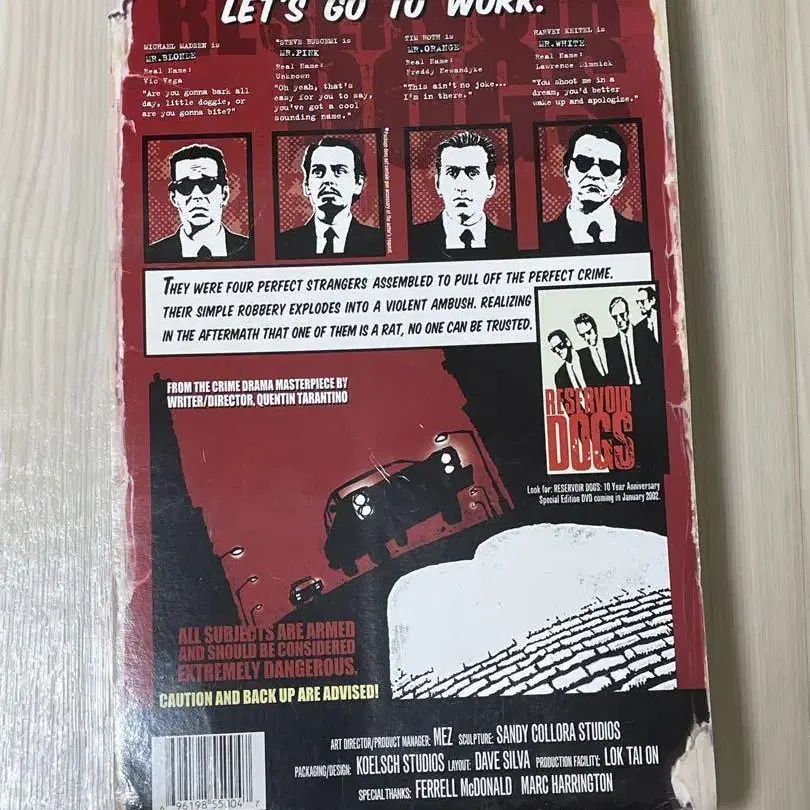 LET'S GO TO WORK.
RESERVOIR
DOGS
MICHAEL MADSEN is
MR.BLONDE
Real Name:
Vic Vega
"Are you gonna bark all
day, little doggie, or
are you gonna bite?"
"STEVE BUSCEMI is
MR.PINK
Real Name:
Unknown
"Oh yeah, that's
easy for you to say,
you've got a cool
sounding name."
TIM ROTH is
MR.ORANGE
Real Name:
Freddy Newandyke
"This ain't no joke...
I'm in there."
HARVEY KEITEL is
MR.WHITE
Real Name:
Laurence Dimmick
"You shoot me in a
dream, you'd better
wake up and apologize."
THEY WERE FOUR PERFECT STRANGERS ASSEMBLED TO PULL OFF THE PERFECT CRIME.
THEIR SIMPLE ROBBERY EXPLODES INTO A VIOLENT AMBUSH. REALIZING
IN THE AFTERMATH THAT ONE OF THEM IS A RAT, NO ONE CAN BE TRUSTED.
FROM THE CRIME DRAMA MASTERPIECE BY
WRITER/DIRECTOR, QUENTIN TARANTINO
RESERVOIR
DOGS
Look for: RESERVOIR DOGS: 10 Year Anniversary
Special Edition DVD coming in January 2002.
ALL SUBJECTS ARE ARMED
AND SHOULD BE CONSIDERED
EXTREMELY DANGEROUS.
CAUTION AND BACK UP ARE ADVISED!
ART DIRECTOR/PRODUCT MANAGER: MEZ SCULPTURE: SANDY COLLORA STUDIOS
PACKAGING/DESIGN: KOELSCH STUDIOS LAYOUT: DAVE SILVA PRODUCTION FACILITY: LOK TAI ON
SPECIAL THANKS: FERRELL McDONALD MARC HARRINGTON
96198 55004 7